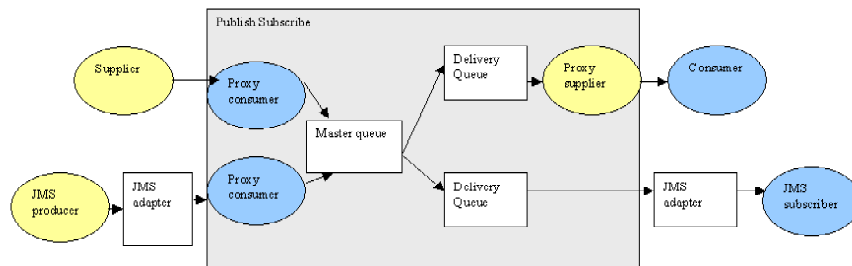 Publish Subscribe
Supplier
Proxy
consumer
Delivery
Queue
Proxy
supplier
Consumer
Master queue
JMS
producer
JMS
adapter
Proxy
consumer
Delivery
Queue
JMS
adapter
JMS
subscriber